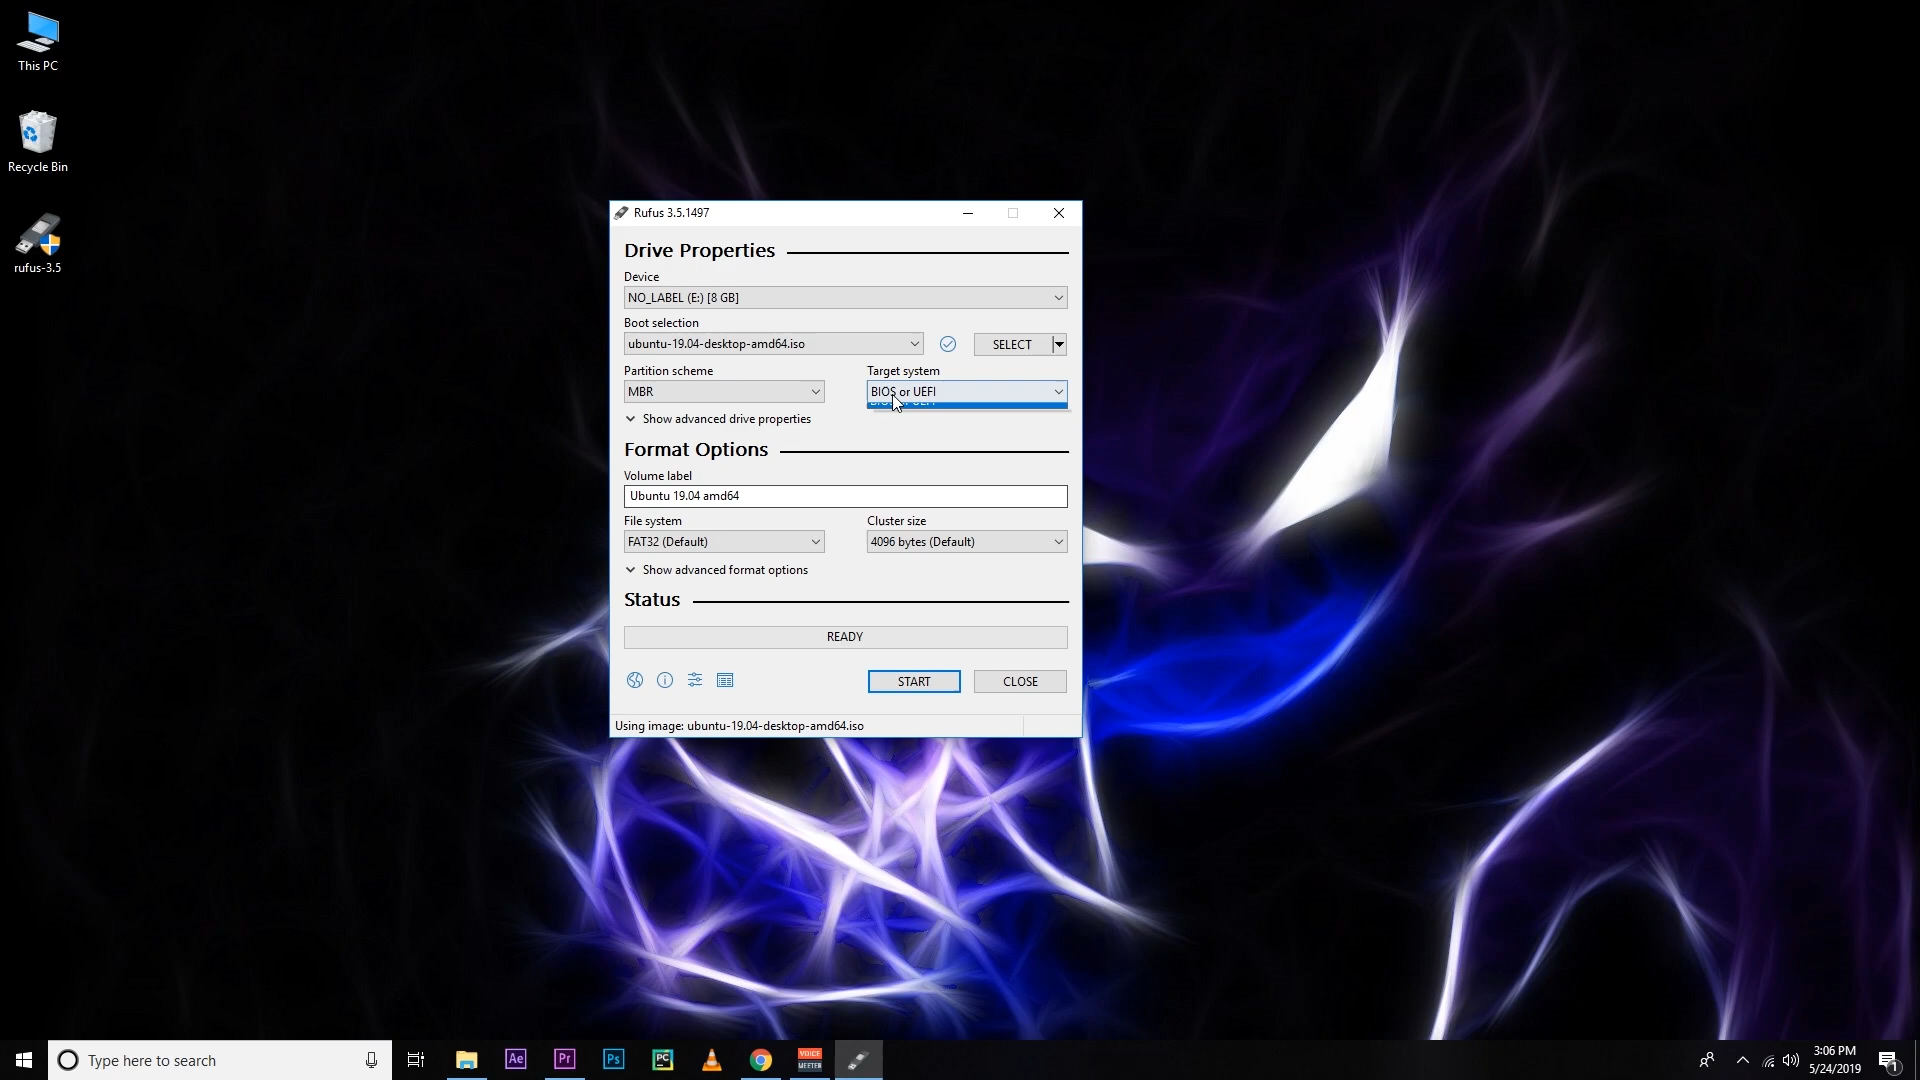 This PC
Recycle Bin
rufus-3.5
Rufus 3.5.1497
Drive Properties
Device
NO_LABEL (E:) [8 GB]
Boot selection
ubuntu-19.04-desktop-amd64.iso
SELECT
Partition scheme
Target system
MBR
BIOS or UEFI
Show advanced drive properties
Format Options
Volume label
Ubuntu 19.04 amd64
File system
Cluster size
FAT32 (Default)
4096 bytes (Default)
Show advanced format options
Status
READY
START
CLOSE
Using image: ubuntu-19.04-desktop-amd64.iso
Type here to search
Ae
Pr
Ps
PC
VOICE
MEETER
3:06 PM
5/24/2019
1